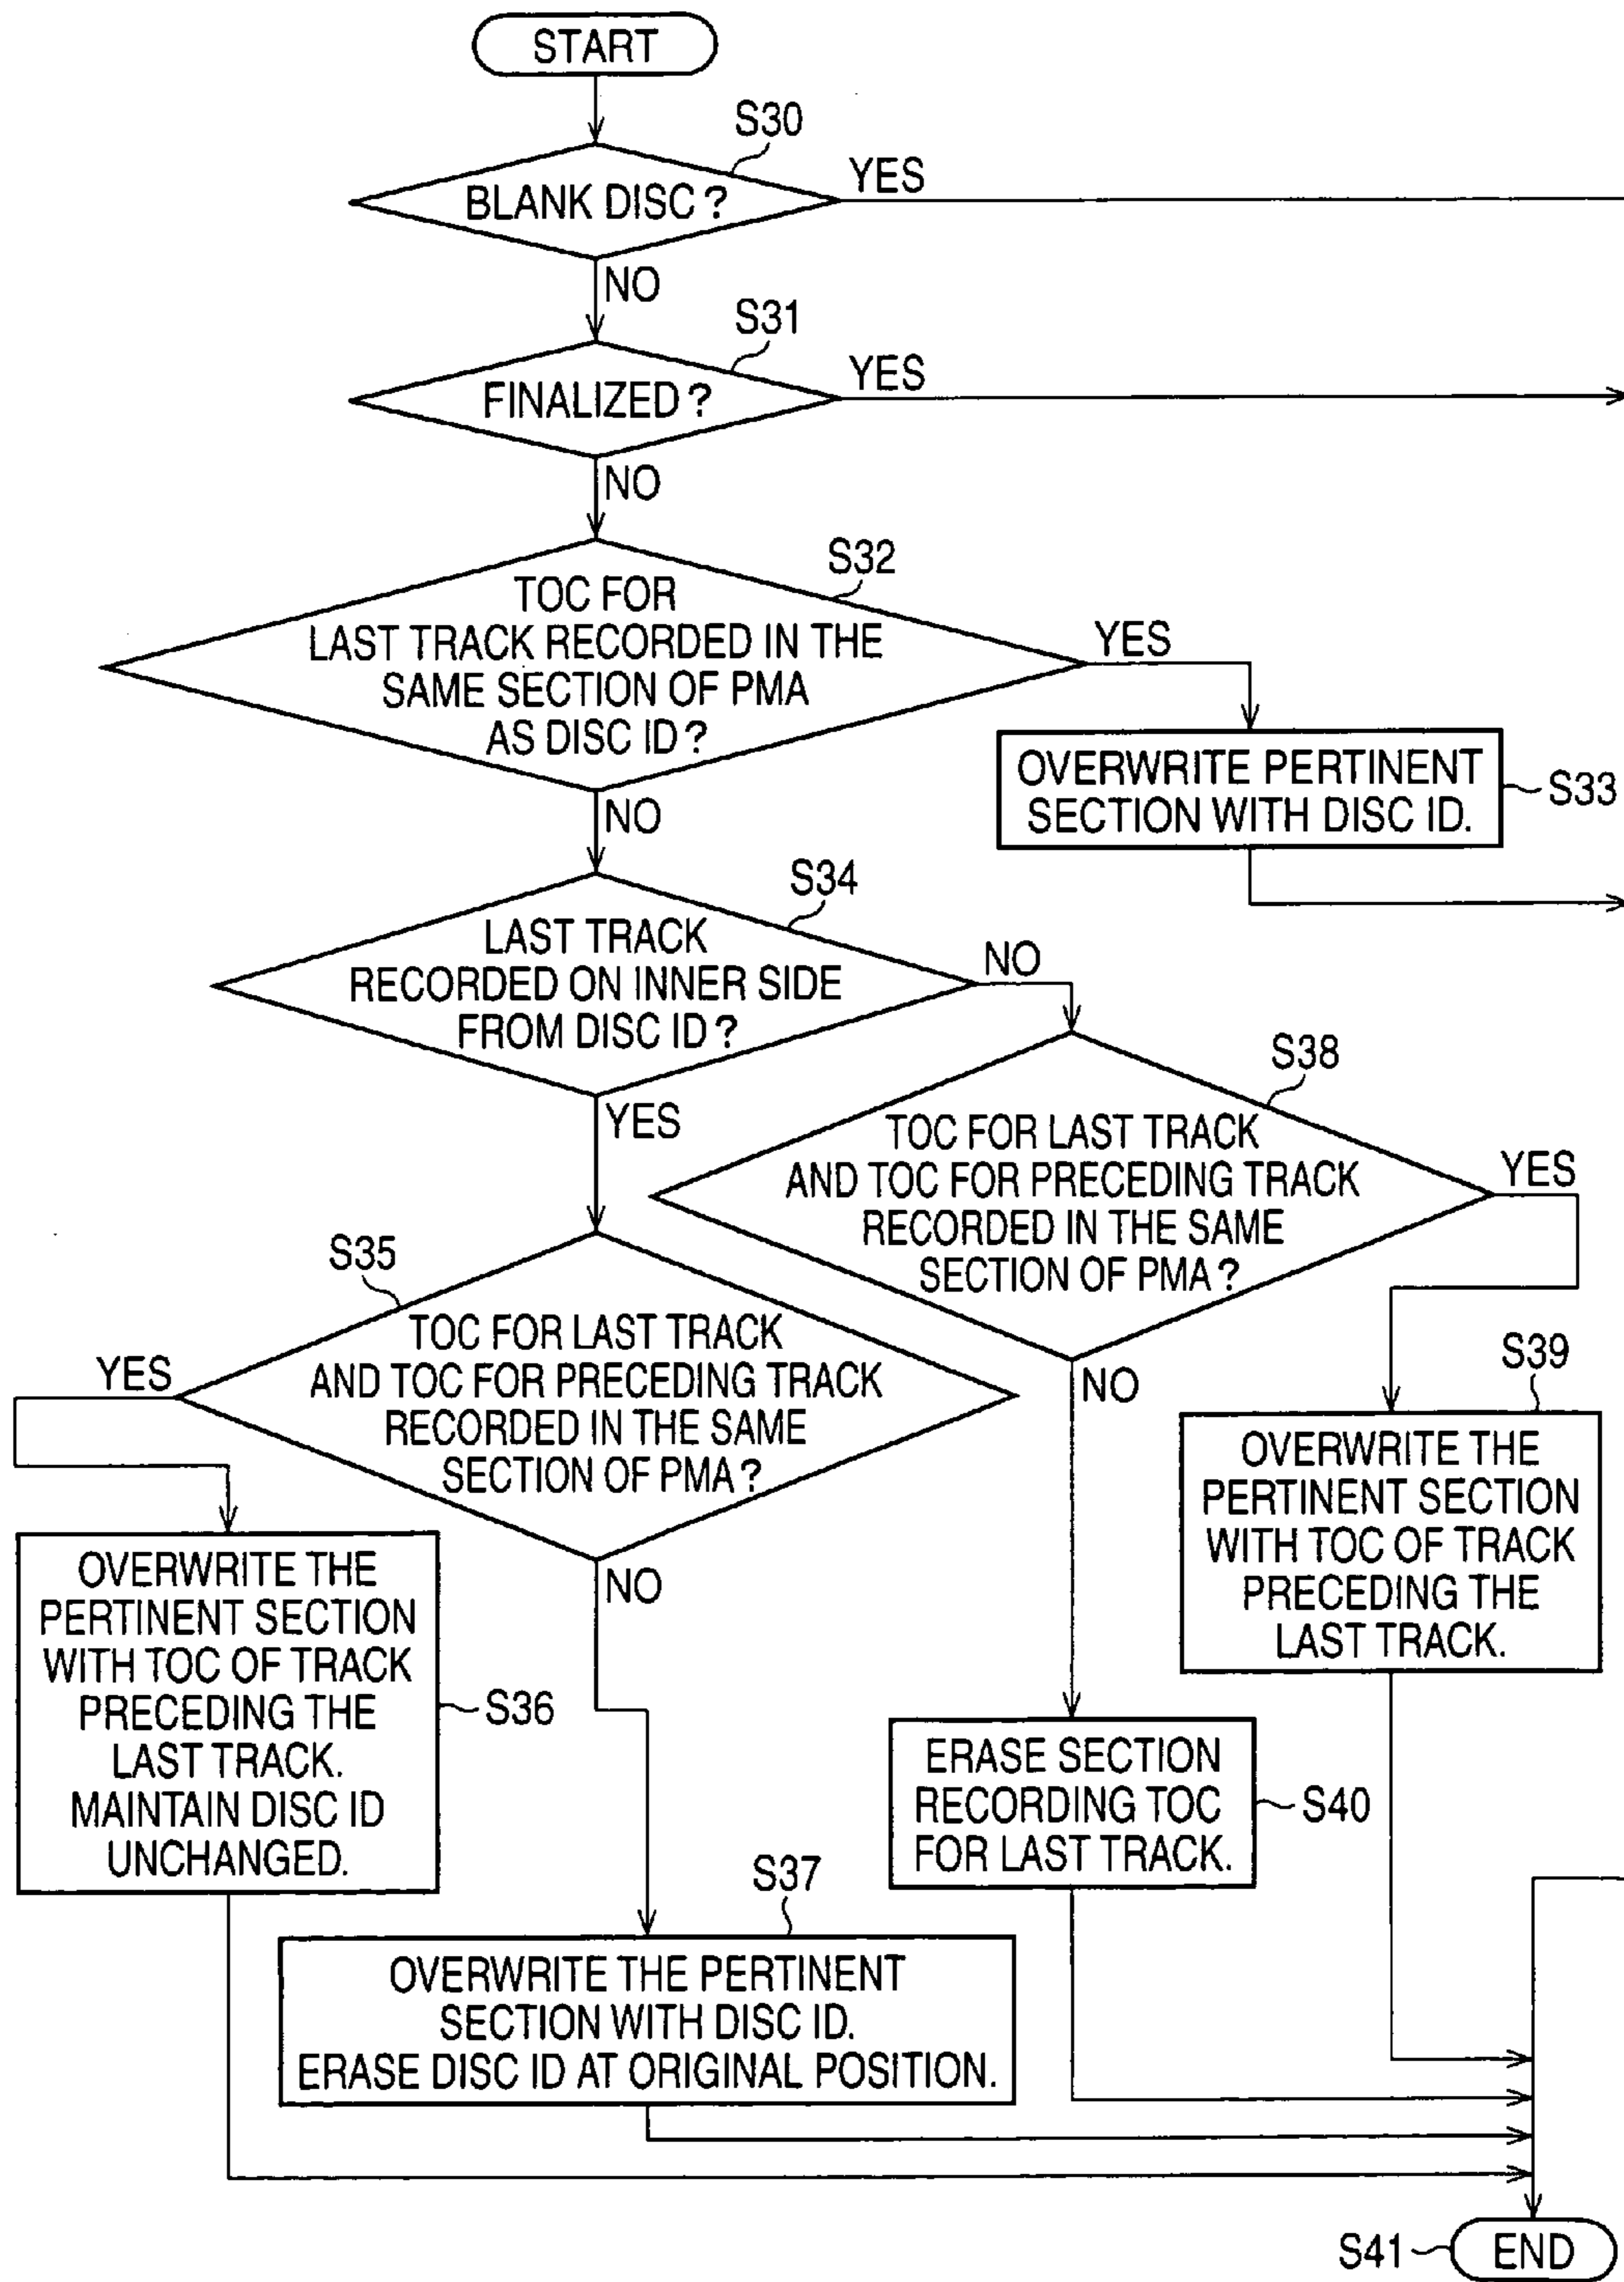 START
S30
BLANK DISC ?
YES
NO
S31
FINALIZED ?
YES
NO
S32
TOC FOR
LAST TRACK RECORDED IN THE
SAME SECTION OF PMA
AS DISC ID ?
YES
NO
OVERWRITE PERTINENT
SECTION WITH DISC ID.
S33
S34
LAST TRACK
RECORDED ON INNER SIDE
FROM DISC ID ?
NO
YES
S38
TOC FOR LAST TRACK
AND TOC FOR PRECEDING TRACK
RECORDED IN THE SAME
SECTION OF PMA ?
YES
NO
S35
TOC FOR LAST TRACK
AND TOC FOR PRECEDING TRACK
RECORDED IN THE SAME
SECTION OF PMA ?
YES
NO
S39
OVERWRITE THE
PERTINENT SECTION
WITH TOC OF TRACK
PRECEDING THE
LAST TRACK.
OVERWRITE THE
PERTINENT SECTION
WITH TOC OF TRACK
PRECEDING THE
LAST TRACK.
MAINTAIN DISC ID
UNCHANGED.
S36
ERASE SECTION
RECORDING TOC
FOR LAST TRACK.
S40
S37
OVERWRITE THE PERTINENT
SECTION WITH DISC ID.
ERASE DISC ID AT ORIGINAL POSITION.
S41
END